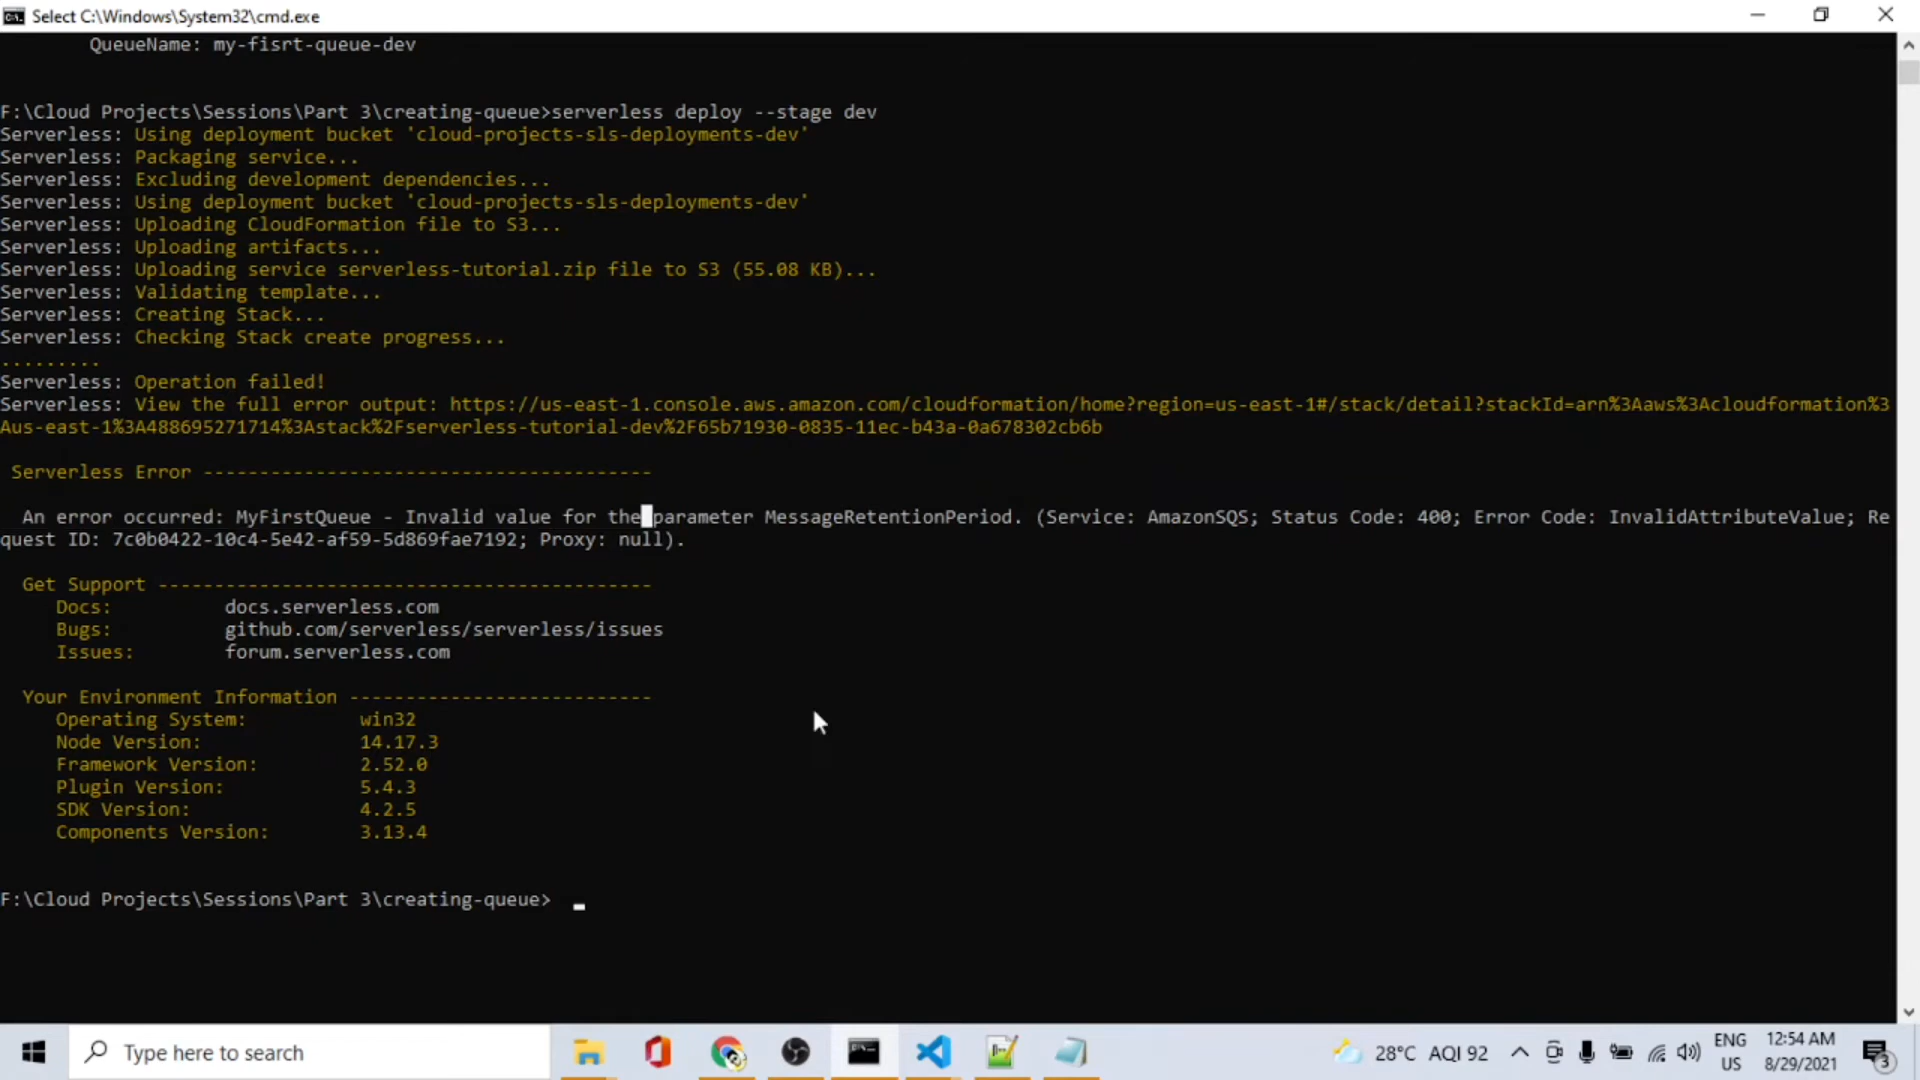 Select C:\Windows\System32\cmd.exe
QueueName: my-fisrt-queue-dev
F:\Cloud Projects\Sessions\Part 3\creating-queue>serverless deploy --stage dev
Serverless: Using deployment bucket 'cloud-projects-sls-deployments-dev'
Serverless: Packaging service...
Serverless: Excluding development dependencies...
Serverless: Using deployment bucket 'cloud-projects-sls-deployments-dev'
Serverless: Uploading CloudFormation file to S3...
Serverless: Uploading artifacts...
Serverless: Uploading service serverless-tutorial.zip file to S3 (55.08 KB)...
Serverless: Validating template...
Serverless: Creating Stack...
Serverless: Checking Stack create progress...
.........
Serverless: Operation failed!
Serverless: View the full error output: https://us-east-1.console.aws.amazon.com/cloudformation/home?region=us-east-1#/stack/detail?stackId=arn%3Aaws%3Acloudformation%3
Aus-east-1%3A488695271714%3Astack%2Fserverless-tutorial-dev%2F65b71930-0835-11ec-b43a-0a678302cb6b
Serverless Error ----------------------------------------
An error occurred: MyFirstQueue - Invalid value for the parameter MessageRetentionPeriod. (Service: AmazonSQS; Status Code: 400; Error Code: InvalidAttributeValue; Re
quest ID: 7c0b0422-10c4-5e42-af59-5d869fae7192; Proxy: null).
Get Support --------------------------------------------
Docs: docs.serverless.com
Bugs: github.com/serverless/serverless/issues
Issues: forum.serverless.com
Your Environment Information ---------------------------
Operating System: win32
Node Version: 14.17.3
Framework Version: 2.52.0
Plugin Version: 5.4.3
SDK Version: 4.2.5
Components Version: 3.13.4
F:\Cloud Projects\Sessions\Part 3\creating-queue>
Type here to search
28°C AQI 92
ENG
US
12:54 AM
8/29/2021
3